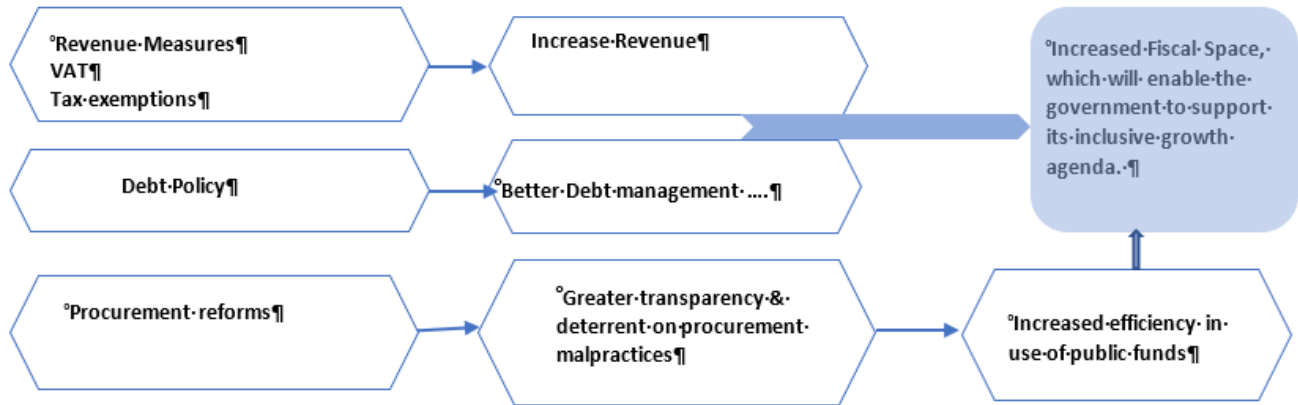 °Revenue·Measures¶
VAT¶
Tax·exemptions¶
Increase·Revenue¶
°Increased·Fiscal·Space,·
which·will·enable·the·
government·to·support·
its·inclusive·growth·
agenda.·¶
Debt·Policy¶
°Better·Debt·management·....¶
°Procurement·reforms¶
°Greater·transparency·&·
deterrent·on·procurement·
malpractices¶
°Increased·efficiency·in·
use·of·public·funds¶